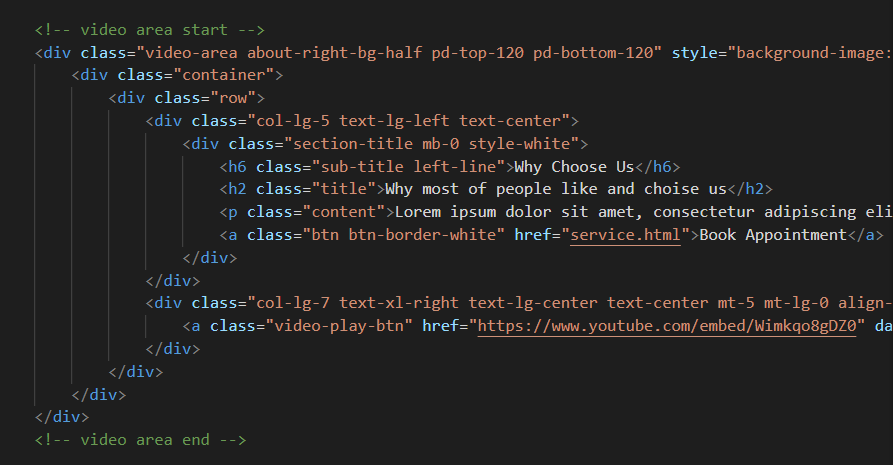 <!-- video area start -->
<div class="video-area about-right-bg-half pd-top-120 pd-bottom-120" style="background-image:
<div class="container">
<div class="row">
<div class="col-lg-5 text-lg-left text-center">
<div class="section-title mb-0 style-white">
<h6 class="sub-title left-line">Why Choose Us</h6>
<h2 class="title">Why most of people like and choise us</h2>
<p class="content">Lorem ipsum dolor sit amet, consectetur adipiscing eli
<a class="btn btn-border-white" href="service.html">Book Appointment</a>
</div>
</div>
<div class="col-lg-7 text-xl-right text-lg-center text-center mt-5 mt-lg-0 align-
<a class="video-play-btn" href="https://www.youtube.com/embed/Wimkqo8gDZ0" da
</div>
</div>
</div>
</div>
<!-- video area end -->